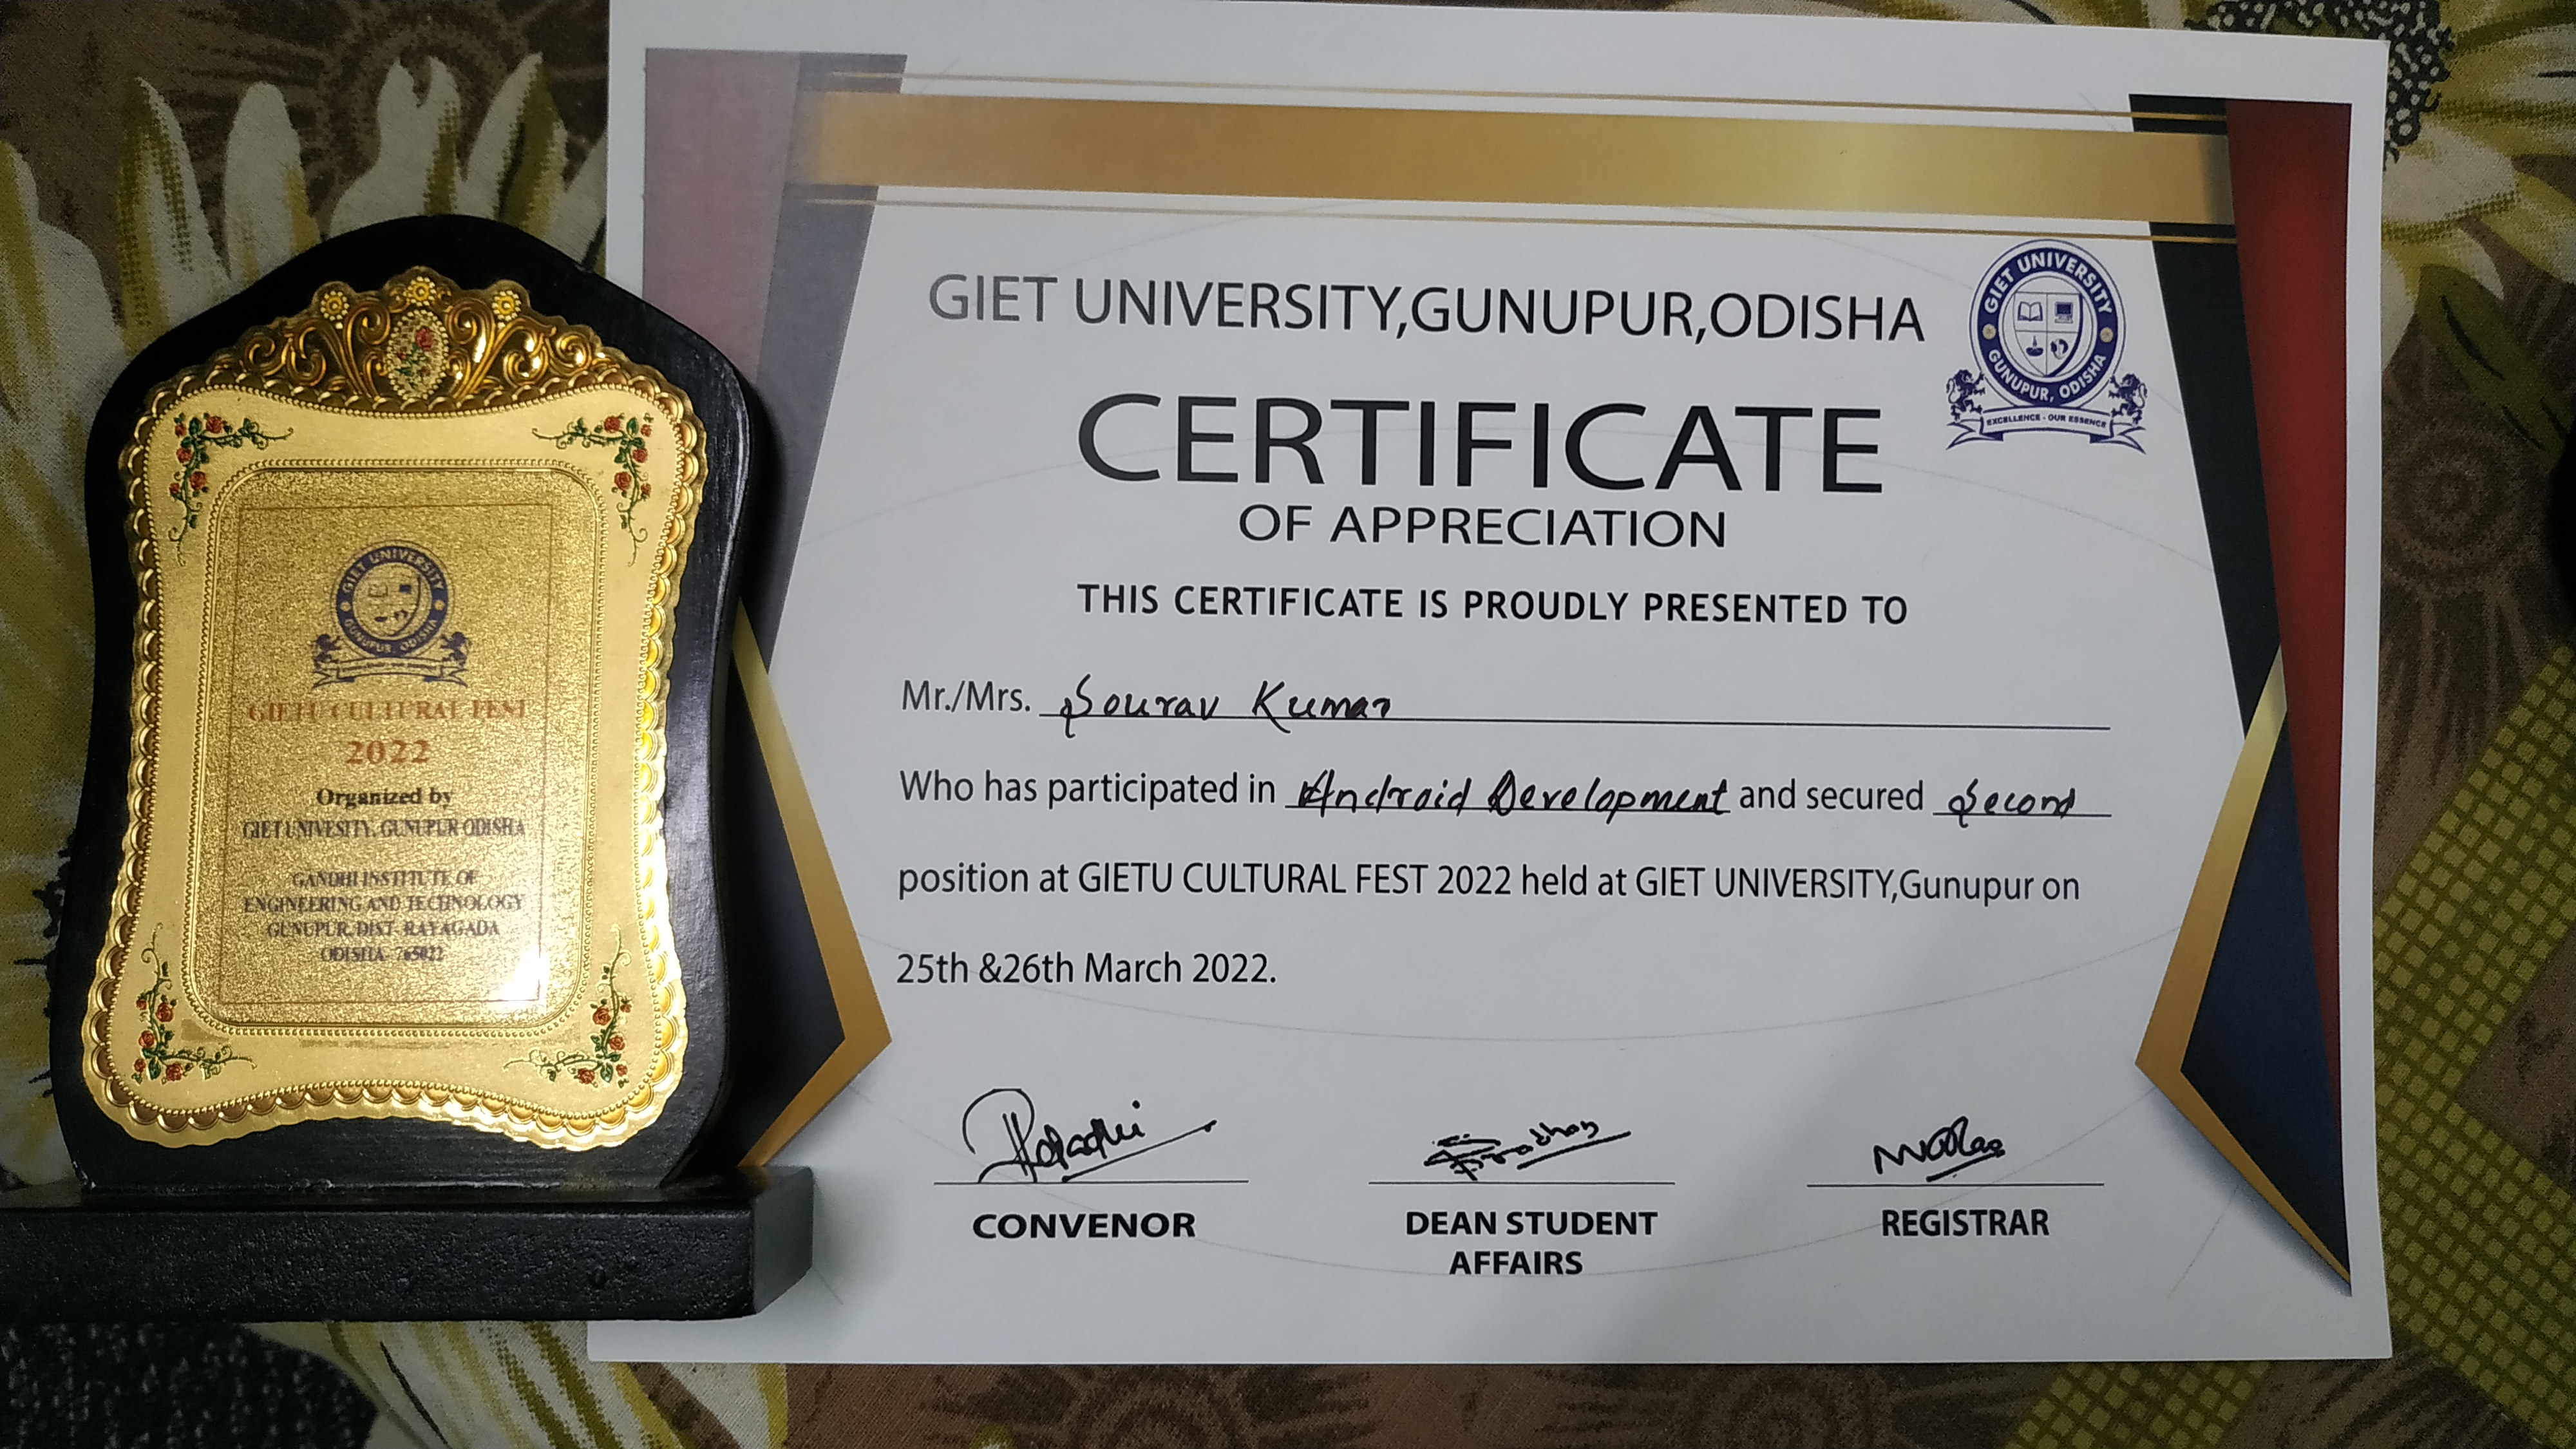 GIET UNIVERSITY
GUNUPUR, ODISHA
GIETU CULTURAL FEST
2022
Organized by
GIET UNIVESITY, GUNUPUR ODISHA
GANDHI INSTITUTE OF
ENGINEERING AND TECHNOLOGY
GUNUPUR, DIST- RAYAGADA
ODISHA- 765022
GIET UNIVERSITY,GUNUPUR,ODISHA
GIET UNIVERSITY
GUNUPUR, ODISHA
EXCELLENCE - OUR ESSENCE
CERTIFICATE
OF APPRECIATION
THIS CERTIFICATE IS PROUDLY PRESENTED TO
Mr./Mrs. Sourav Kumar
Who has participated in Android Development and secured Second
position at GIETU CULTURAL FEST 2022 held at GIET UNIVERSITY,Gunupur on
25th &26th March 2022.
CONVENOR
DEAN STUDENT
AFFAIRS
REGISTRAR